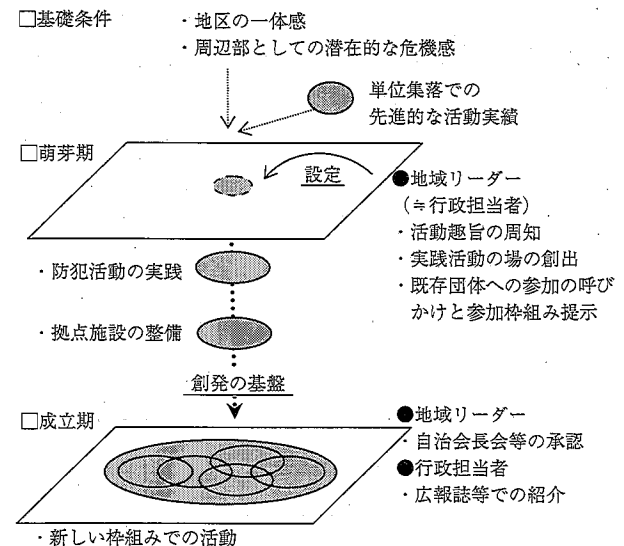 □基礎条件
・地区の一体感
・周辺部としての潜在的な危機感
単位集落での
先進的な活動実績
□萌芽期
設定
●地域リーダー
(≒行政担当者)
・活動趣旨の周知
・実践活動の場の創出
・既存団体への参加の呼び
かけと参加枠組み提示
・防犯活動の実践
・拠点施設の整備
創発の基盤
□成立期
●地域リーダー
・自治会長会等の承認
●行政担当者
・広報誌等での紹介
・新しい枠組みでの活動